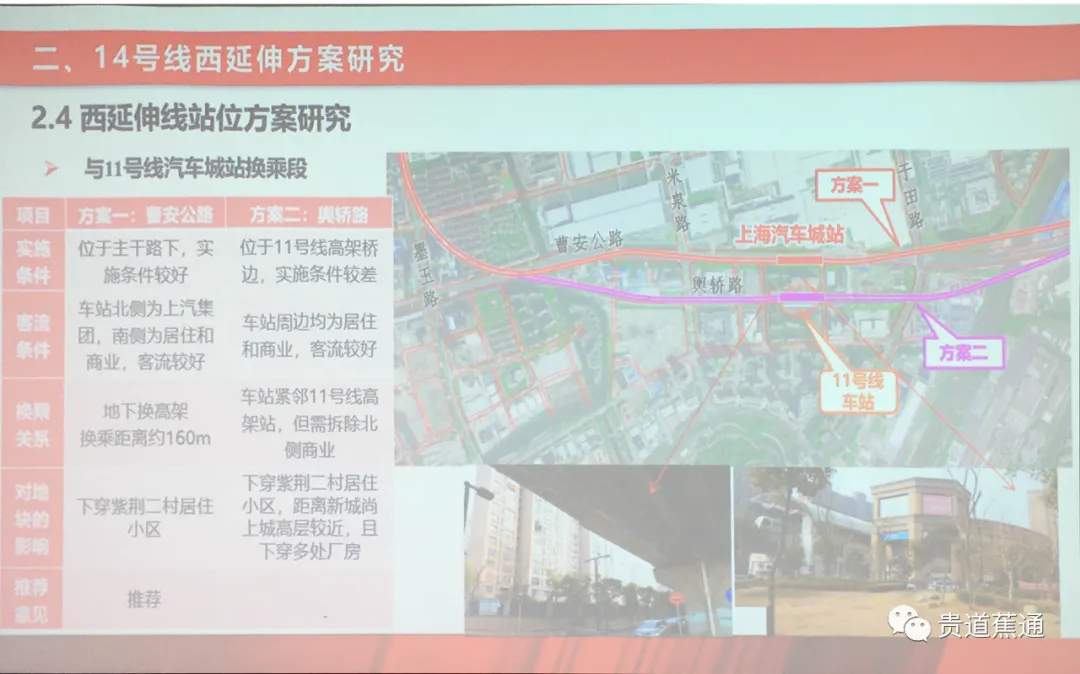 二、14号线西延伸方案研究
2.4 西延伸线站位方案研究
与11号线汽车城站换乘段
项目
方案一：曹安公路
方案二：舆轿路
实施
条件
位于主干路下，实
施条件较好
位于11号线高架桥
边，实施条件较差
客流
条件
车站北侧为上汽集
团，南侧为居住和
商业，客流较好
车站周边均为居住
和商业，客流较好
换乘
关系
地下换高架
换乘距离约160m
车站紧邻11号线高
架站，但需拆除北
侧商业
对地
块的
影响
下穿紫荆二村居住
小区
下穿紫荆二村居住
小区，距离新城尚
上城高层较近，且
下穿多处厂房
推荐
意见
推荐
-
墨玉路
曹安公路
米泉路
于田路
方案一
上海汽车城站
舆轿路
方案二
11号线
车站
贵道蕉通